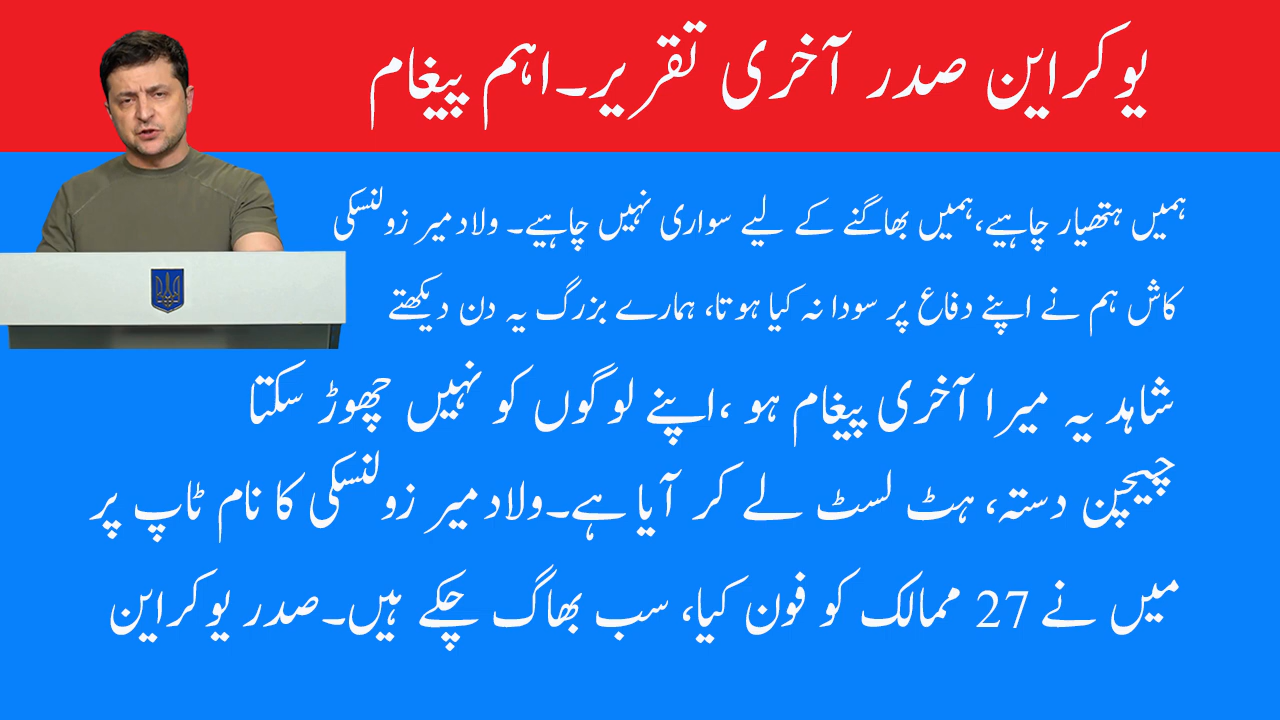 یوکراین صدر آخری تقریر۔اہم پیغام
ہمیں ہتھیار چاہیے،ہمیں بھاگنے کے لیے سواری نہیں چاہیے۔ ولادمیر زولنسکی
کاش ہم نے اپنے دفاع پر سودا نہ کیا ہوتا، ہمارے بزرگ یہ دن دیکھتے
شاہد یہ میرا آخری پیغام ہو ،اپنے لوگوں کو نہیں چھوڑ سکتا
چیچن دستہ، ہٹ لسٹ لے کر آیا ہے۔ولادمیر زولنسکی کا نام ٹاپ پر
میں نے 27 ممالک کو فون کیا، سب بھاگ چکے ہیں۔صدر یوکراین